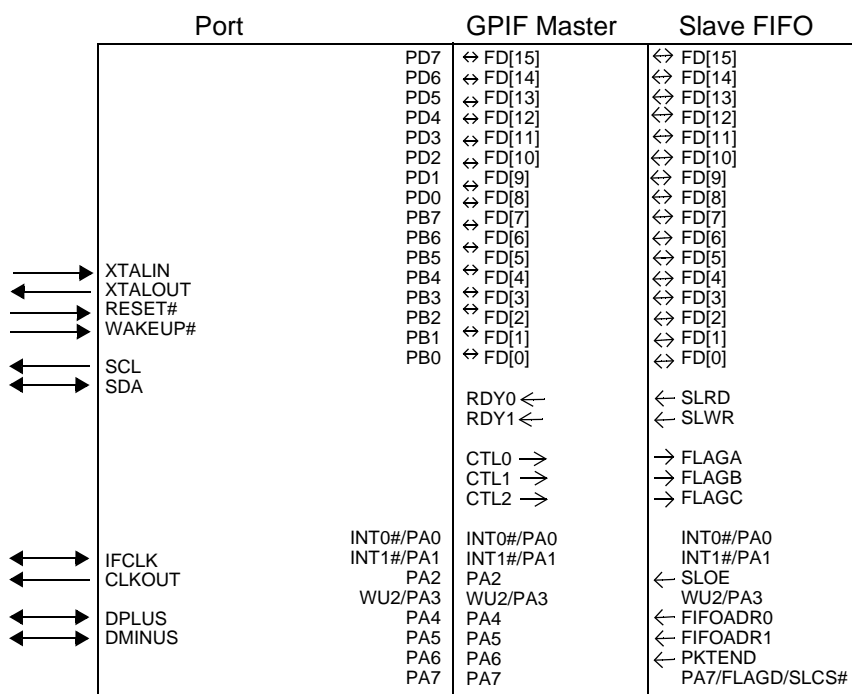 Port GPIF Master Slave FIFO
PD7 ↔ FD[15] ↔ FD[15]
PD6 ↔ FD[14] ↔ FD[14]
PD5 ↔ FD[13] ↔ FD[13]
PD4 ↔ FD[12] ↔ FD[12]
PD3 ↔ FD[11] ↔ FD[11]
PD2 ↔ FD[10] ↔ FD[10]
PD1 ↔ FD[9] ↔ FD[9]
PD0 ↔ FD[8] ↔ FD[8]
PB7 ↔ FD[7] ↔ FD[7]
PB6 ↔ FD[6] ↔ FD[6]
PB5 ↔ FD[5] ↔ FD[5]
XTALIN PB4 ↔ FD[4] ↔ FD[4]
XTALOUT PB3 ↔ FD[3] ↔ FD[3]
RESET# PB2 ↔ FD[2] ↔ FD[2]
WAKEUP# PB1 ↔ FD[1] ↔ FD[1]
SCL PB0 ↔ FD[0] ↔ FD[0]
SDA
RDY0 ← ← SLRD
RDY1 ← ← SLWR
CTL0 → → FLAGA
CTL1 → → FLAGB
CTL2 → → FLAGC
INT0#/PA0 INT0#/PA0 INT0#/PA0
IFCLK INT1#/PA1 INT1#/PA1 INT1#/PA1
CLKOUT PA2 PA2 ← SLOE
WU2/PA3 WU2/PA3 WU2/PA3
DPLUS PA4 PA4 ← FIFOADR0
DMINUS PA5 PA5 ← FIFOADR1
PA6 PA6 ← PKTEND
PA7 PA7 PA7/FLAGD/SLCS#